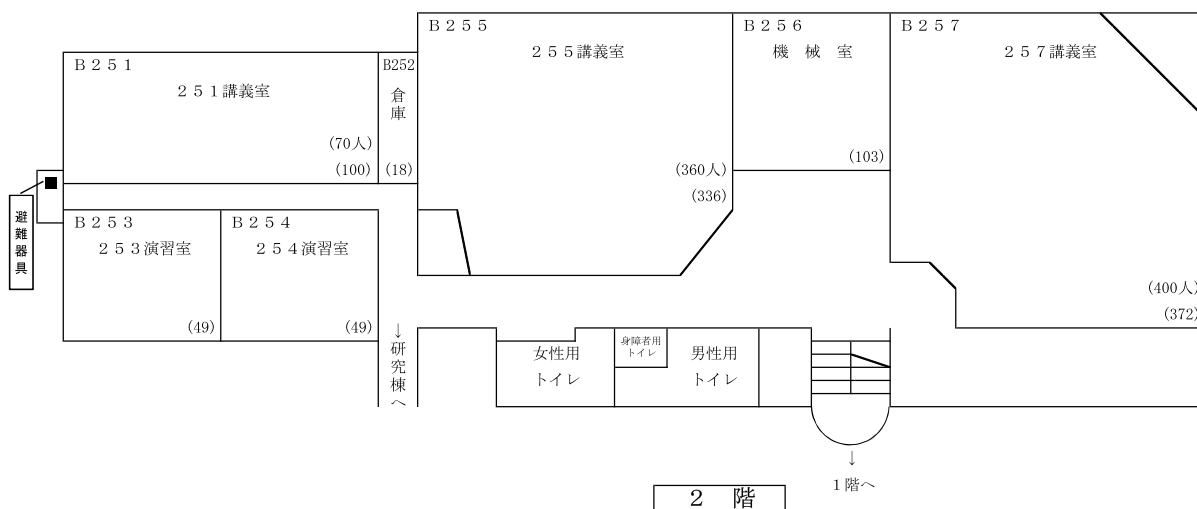 B251
251講義室
(70人)
(100)
B252
倉庫
(18)
B255
255講義室
(360人)
(336)
B256
機械室
(103)
B257
257講義室
(400人)
(372)
避難器具
B253
253演習室
(49)
B254
254演習室
(49)
↓研究棟へ
女性用
トイレ
身障者用
トイレ
男性用
トイレ
↓
1階へ
2 階